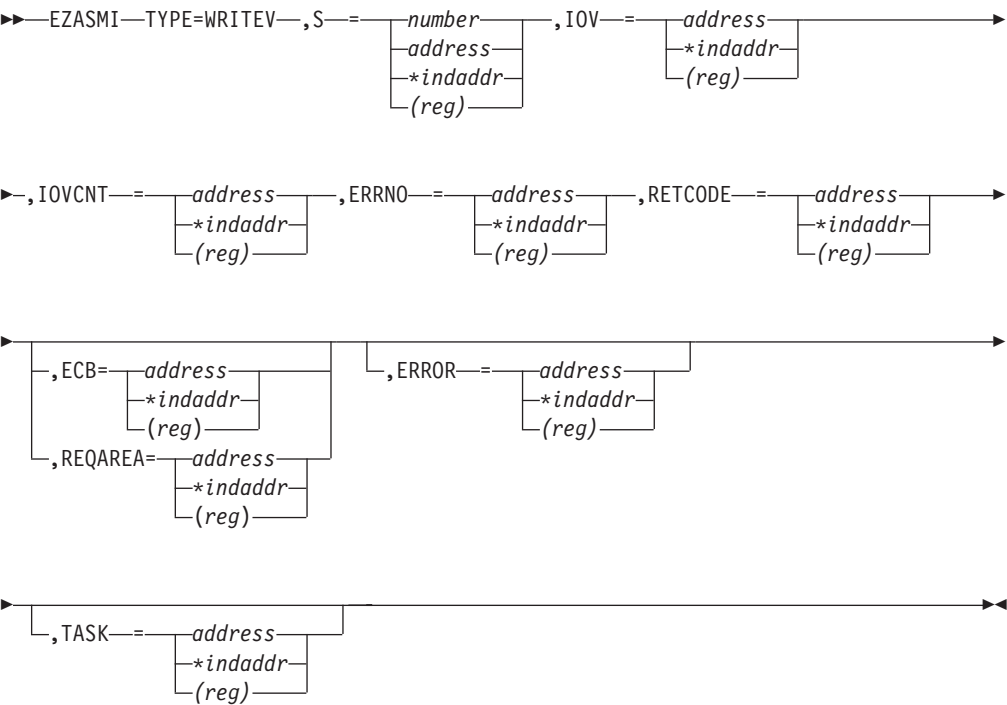 EZASMI TYPE=WRITEV ,S = number ,IOV = address
address *indaddr
*indaddr (reg)
(reg)
,IOVCNT = address ,ERRNO = address ,RETCODE = address
*indaddr *indaddr *indaddr
(reg) (reg) (reg)
,ECB= address ,ERROR = address
*indaddr *indaddr
(reg) (reg)
,REQAREA= address
*indaddr
(reg)
,TASK = address
*indaddr
(reg)